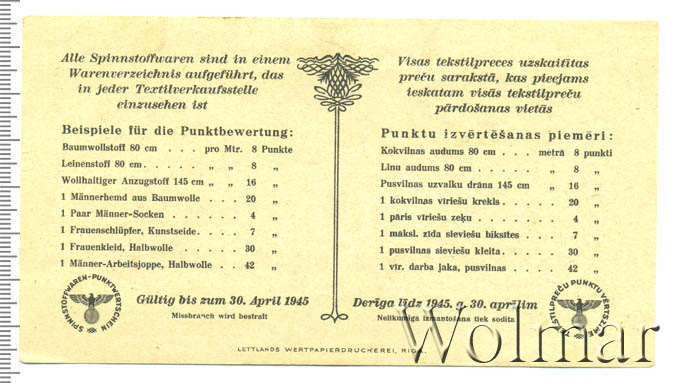 Alle Spinnstoffwaren sind in einem
Warenverzeichnis aufgeführt, das
in jeder Textilverkaufsstelle
einzusehen ist
Beispiele für die Punktbewertung:
Baumwollstoff 80 cm . . . pro Mtr. 8 Punkte
Leinenstoff 80 cm . . . . . „ „ 8 „
Wollhaltiger Anzugstoff 145 cm „ „ 16 „
1 Männerhemd aus Baumwolle . . . 20 „
1 Paar Männer-Socken . . . . . . 4 „
1 Frauenschlüpfer, Kunstseide . . . 7 „
1 Frauenkleid, Halbwolle . . . . . 30 „
1 Männer-Arbeitsjoppe, Halbwolle . . 42 „
SPINNSTOFFWAREN-PUNKTWERTSCHEIN
Gültig bis zum 30. April 1945
Missbrauch wird bestraft
Visas tekstilpreces uzskaitītas
preču sarakstā, kas pieejams
ieskatam visās tekstilpreču
pārdošanas vietās
Punktu izvērtēšanas piemēri:
Kokvilnas audums 80 cm . . . metrā 8 punkti
Linu audums 80 cm . . . . . „ 8 „
Pusvilnas uzvalku drāna 145 cm „ 16 „
1 kokvilnas vīriešu krekls . . . . 20 „
1 pāris vīriešu zeķu . . . . . . 4 „
1 māksl. zīda sieviešu biksītes . . . 7 „
1 pusvilnas sieviešu kleita . . . . 30 „
1 vīr. darba jaka, pusvilnas . . . 42 „
Derīga līdz 1945. g. 30. aprīlim
Nelikumīga izmantošana tiek sodīta
TEKSTILPREČU PUNKTU VĒRTSZĪME
LETTLANDS WERTPAPIERDRUCKEREI, RIGA.
Wolmar